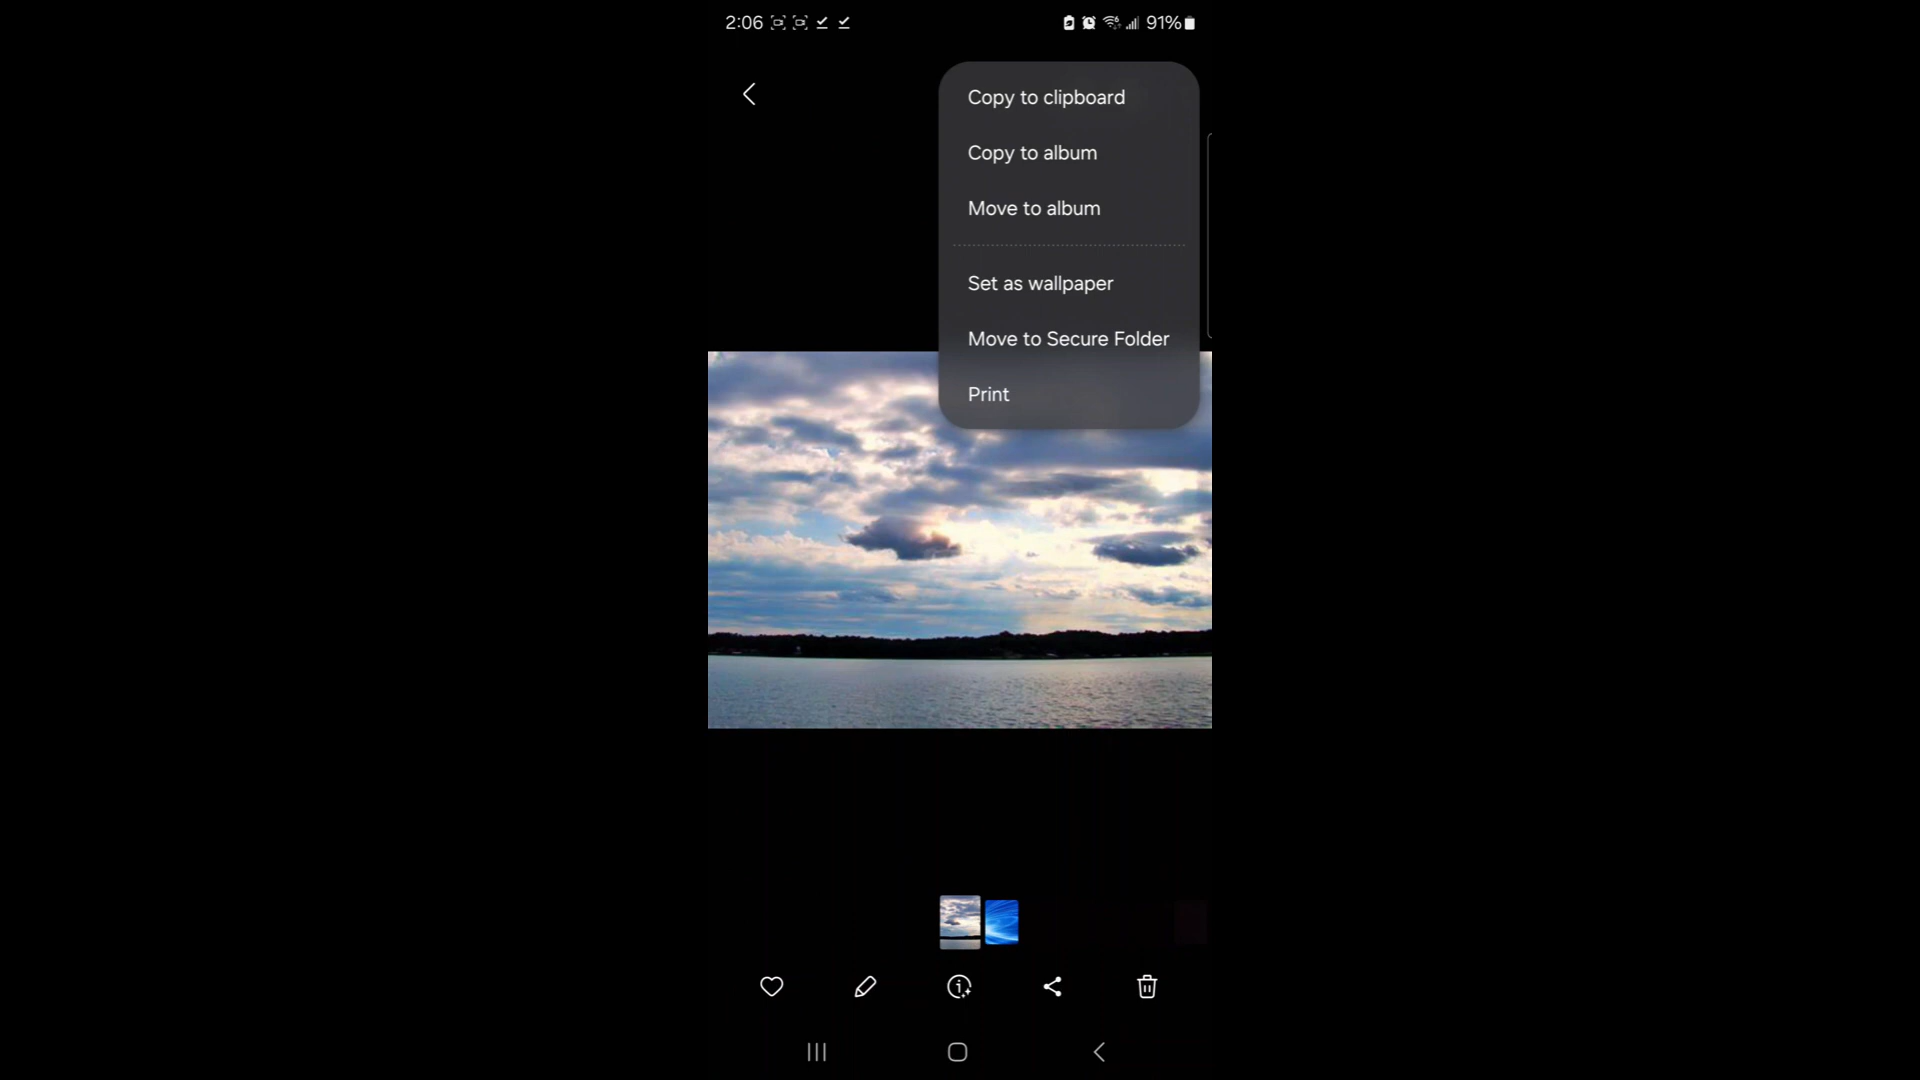 2:06 91%
Copy to clipboard
Copy to album
Move to album
Set as wallpaper
Move to Secure Folder
Print